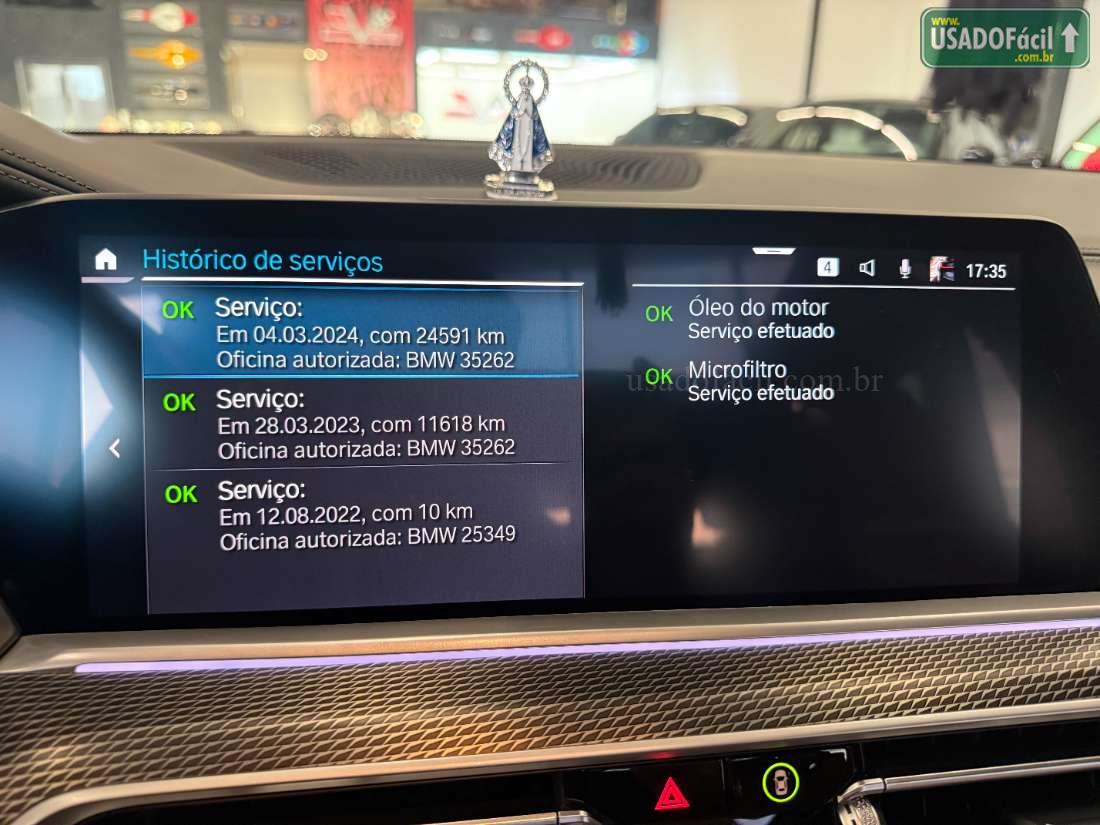 www.
USADOFácil
.com.br
Histórico de serviços
4
17:35
OK Serviço:
Em 04.03.2024, com 24591 km
Oficina autorizada: BMW 35262
OK Serviço:
Em 28.03.2023, com 11618 km
Oficina autorizada: BMW 35262
OK Serviço:
Em 12.08.2022, com 10 km
Oficina autorizada: BMW 25349
OK Óleo do motor
Serviço efetuado
OK Microfiltro
Serviço efetuado
usadofacil.com.br